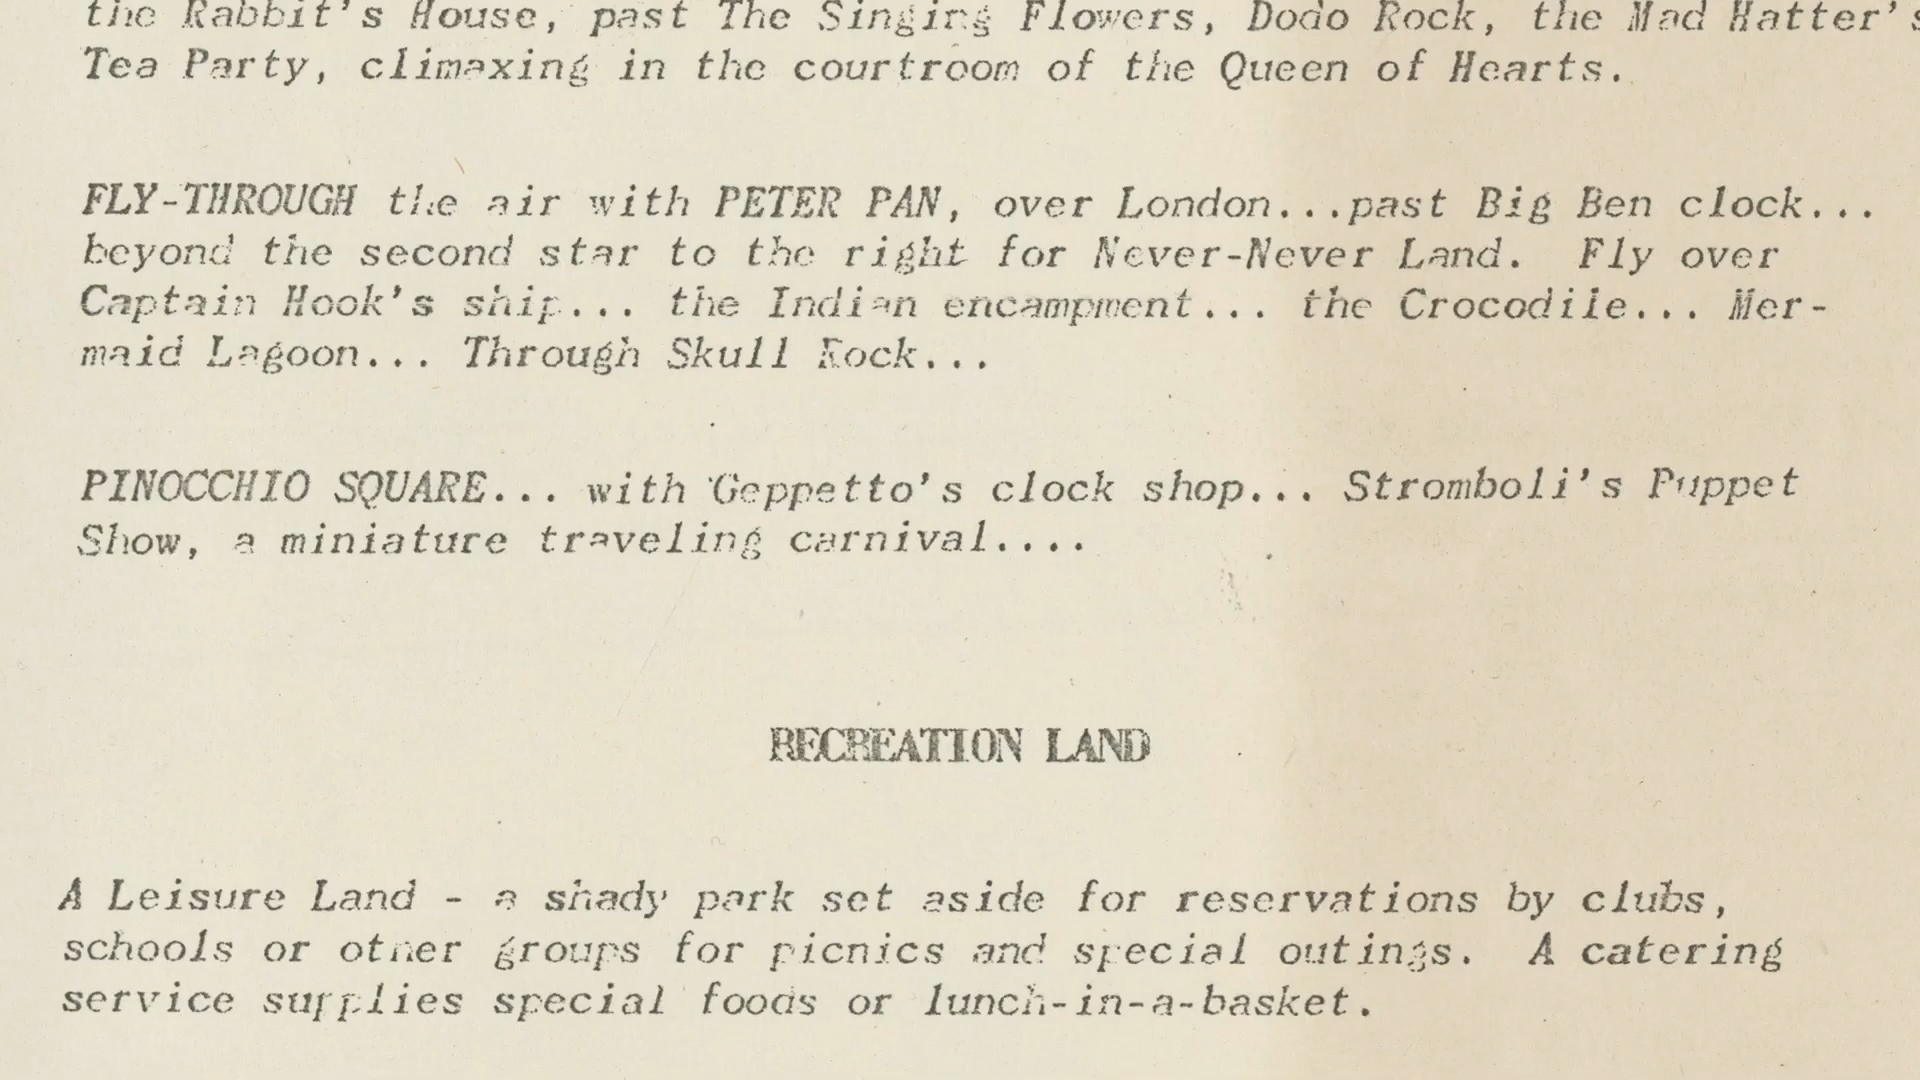 the Rabbit's House, past The Singing Flowers, Dodo Rock, the Mad Hatter's
Tea Party, climaxing in the courtroom of the Queen of Hearts.
FLY-THROUGH the air with PETER PAN, over London...past Big Ben clock...
beyond the second star to the right for Never-Never Land. Fly over
Captain Hook's ship... the Indian encampment... the Crocodile... Mer-
maid Lagoon... Through Skull Rock...
PINOCCHIO SQUARE... with Geppetto's clock shop... Stromboli's Puppet
Show, a miniature traveling carnival....
RECREATION LAND
A Leisure Land - a shady park set aside for reservations by clubs,
schools or other groups for picnics and special outings. A catering
service supplies special foods or lunch-in-a-basket.